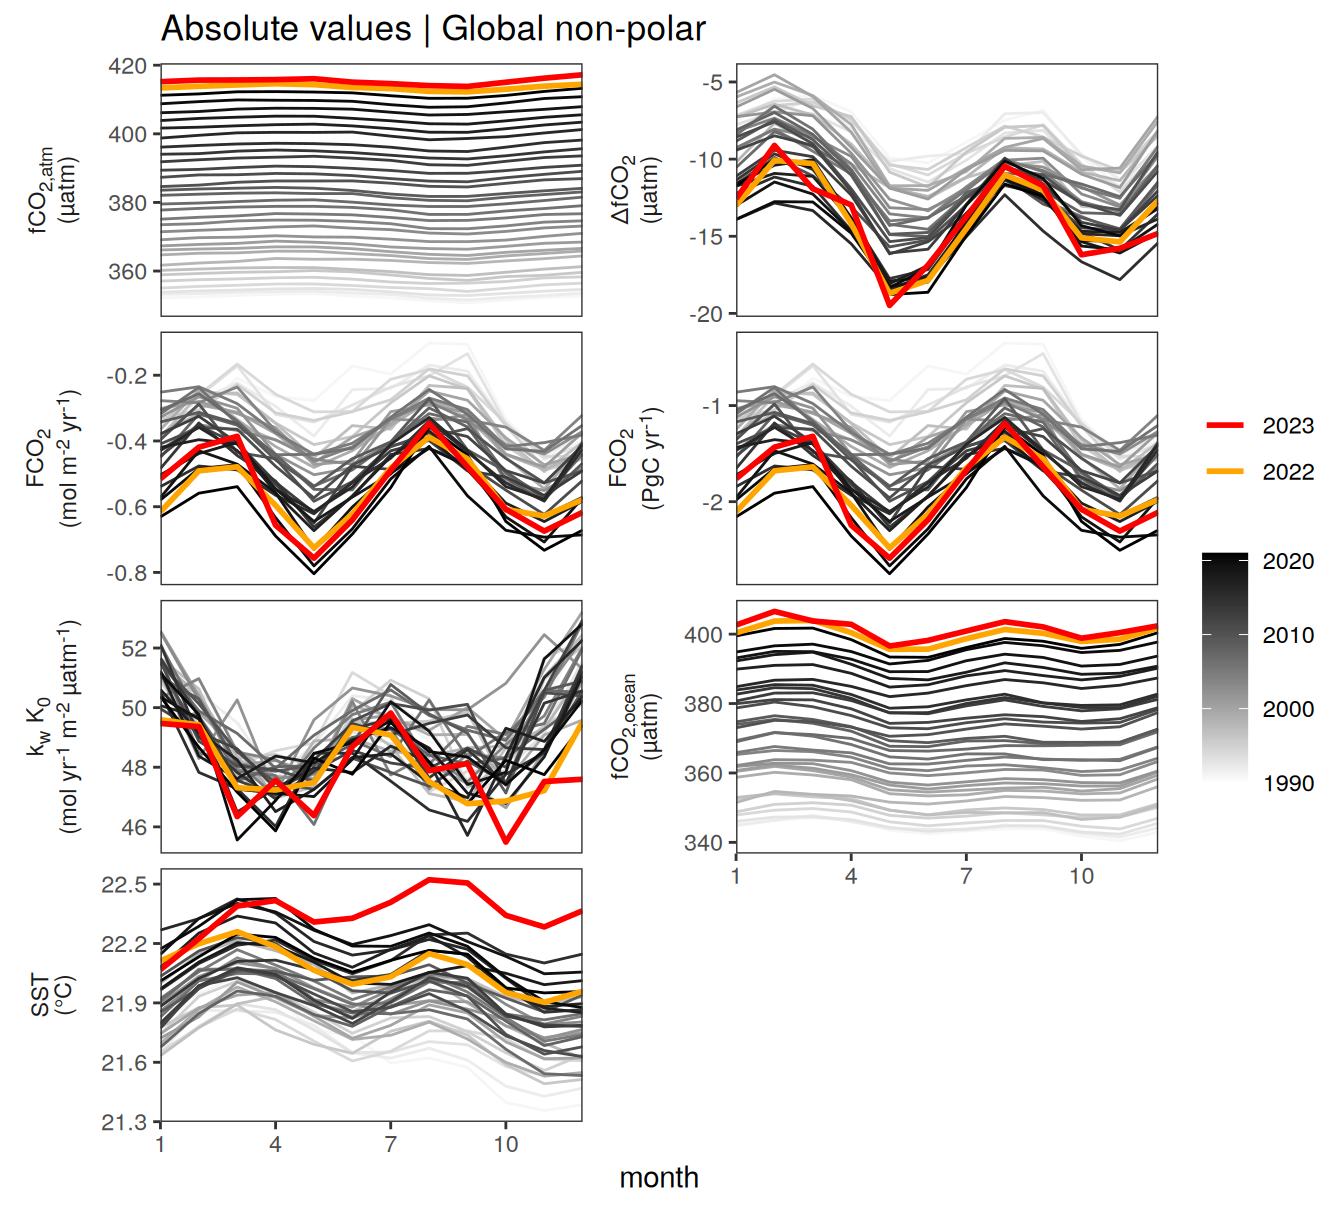 Absolute values | Global non-polar
420
400
380
360
fCO2,atm
(µatm)
-5
-10
-15
-20
ΔfCO2
(µatm)
-0.2
-0.4
-0.6
-0.8
FCO2
(mol m-2 yr-1)
-1
-2
FCO2
(PgC yr-1)
52
50
48
46
kw K0
(mol yr-1 m-2 µatm-1)
400
380
360
340
fCO2,ocean
(µatm)
1
4
7
10
22.5
22.2
21.9
21.6
21.3
SST
(°C)
1
4
7
10
month
2023
2022
2020
2010
2000
1990